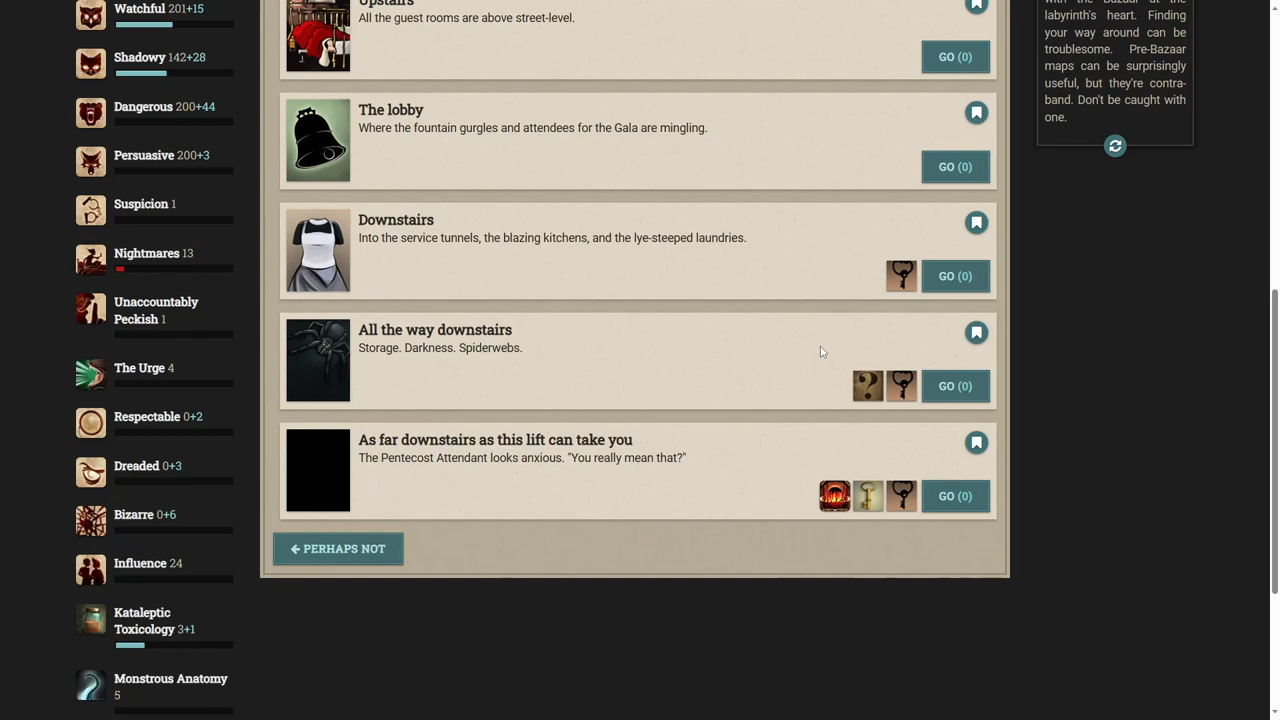 Watchful 201+15
Shadowy 142+28
Dangerous 200+44
Persuasive 200+3
Suspicion 1
Nightmares 13
Unaccountably
Peckish 1
The Urge 4
Respectable 0+2
Dreaded 0+3
Bizarre 0+6
Influence 24
Kataleptic
Toxicology 3+1
Monstrous Anatomy
5
Upstairs
All the guest rooms are above street-level.
GO (0)
The lobby
Where the fountain gurgles and attendees for the Gala are mingling.
GO (0)
Downstairs
Into the service tunnels, the blazing kitchens, and the lye-steeped laundries.
GO (0)
All the way downstairs
Storage. Darkness. Spiderwebs.
?
GO (0)
As far downstairs as this lift can take you
The Pentecost Attendant looks anxious. "You really mean that?"
GO (0)
PERHAPS NOT
with the Bazaar at the
labyrinth's heart. Finding
your way around can be
troublesome. Pre-Bazaar
maps can be surprisingly
useful, but they're contra-
band. Don't be caught with
one.